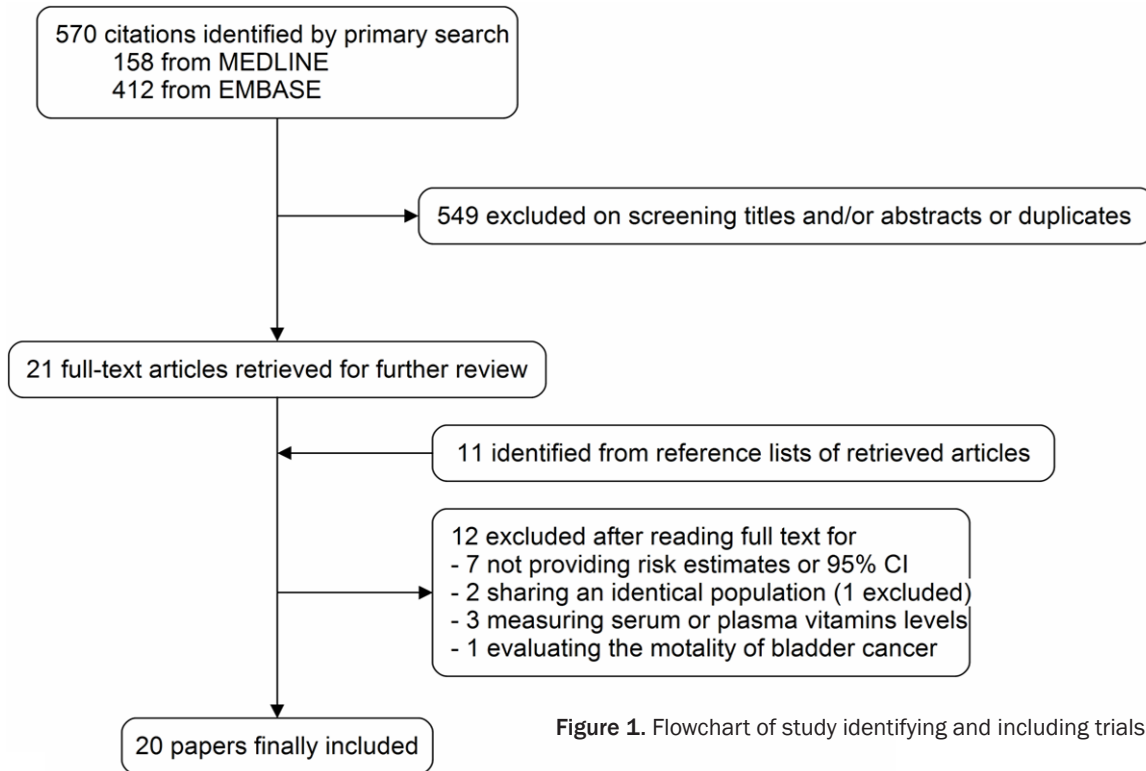 570 citations identified by primary search
158 from MEDLINE
412 from EMBASE
549 excluded on screening titles and/or abstracts or duplicates
21 full-text articles retrieved for further review
11 identified from reference lists of retrieved articles
12 excluded after reading full text for
- 7 not providing risk estimates or 95% CI
- 2 sharing an identical population (1 excluded)
- 3 measuring serum or plasma vitamins levels
- 1 evaluating the motality of bladder cancer
20 papers finally included
Figure 1. Flowchart of study identifying and including trials